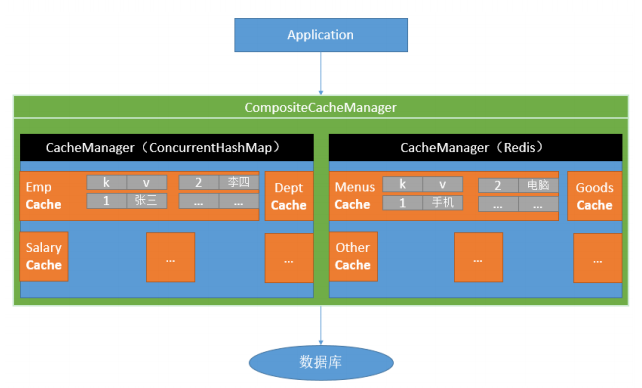 Application
CompositeCacheManager
CacheManager（ConcurrentHashMap）
Emp
Cache
k v
1 张三
2 李四
... ...
Dept
Cache
Salary
Cache
...
...
CacheManager（Redis）
Menus
Cache
k v
1 手机
2 电脑
... ...
Goods
Cache
Other
Cache
...
...
数据库